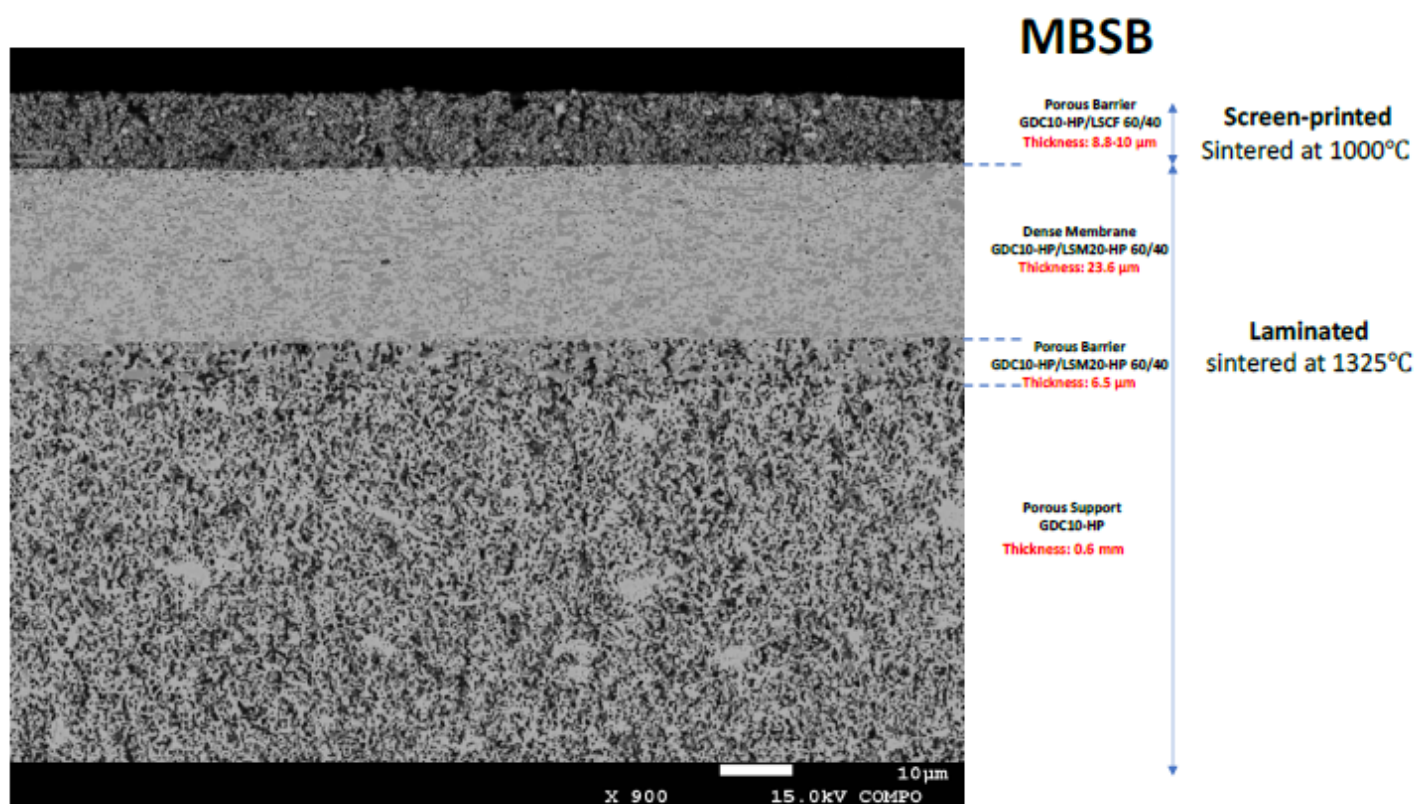 MBSB
Porous Barrier
GDC10-HP/LSCF 60/40
Thickness: 8.8-10 µm
Screen-printed
Sintered at 1000℃
Dense Membrane
GDC10-HP/LSM20-HP 60/40
Thickness: 23.6 µm
Porous Barrier
GDC10-HP/LSM20-HP 60/40
Thickness: 6.5 µm
Laminated
sintered at 1325℃
Porous Support
GDC10-HP
Thickness: 0.6 mm
10µm
X 900 15.0kV COMPO